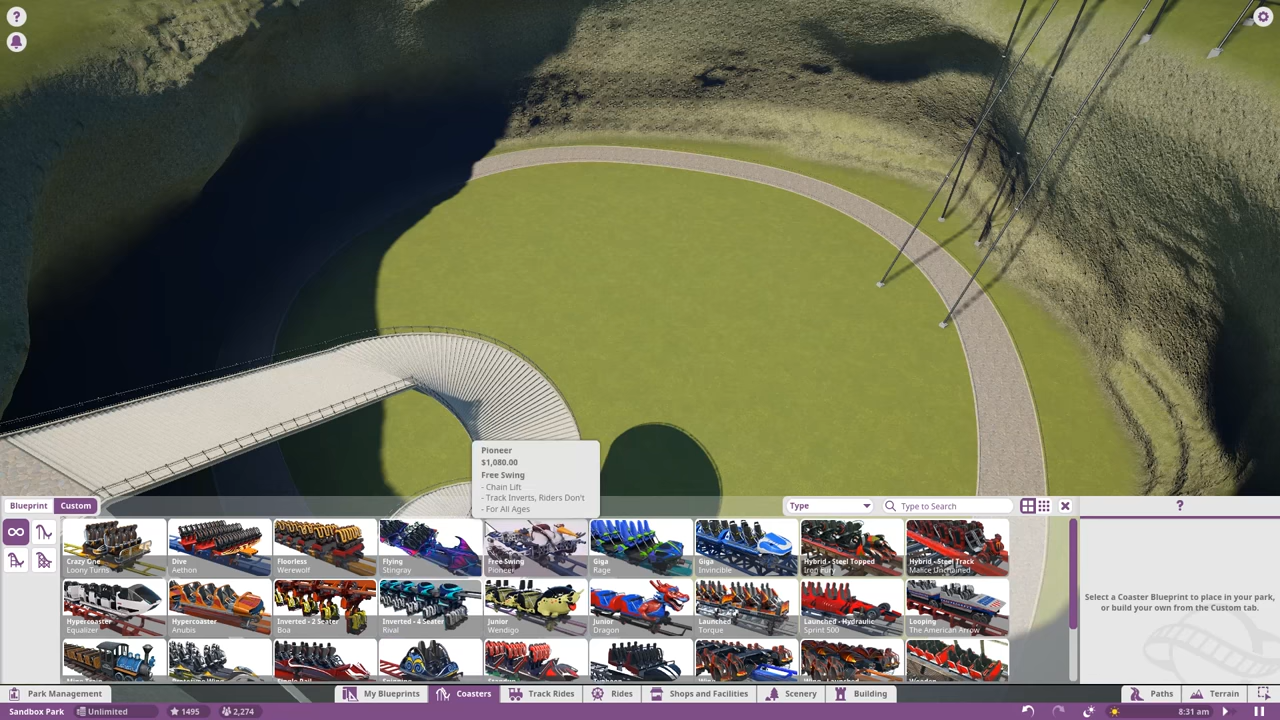 ?
Pioneer
$1,080.00
Free Swing
- Chain Lift
- Track Inverts, Riders Don't
- For All Ages
Blueprint
Custom
Type
Type to Search
?
Crazy One
Loony Turns
Dive
Aethon
Floorless
Werewolf
Flying
Stingray
Free Swing
Pioneer
Giga
Rage
Giga
Invincible
Hybrid - Steel Topped
Iron Fury
Hybrid - Steel Track
Malice Unchained
Select a Coaster Blueprint to place in your park,
or build your own from the Custom tab.
Hypercoaster
Equalizer
Hypercoaster
Anubis
Inverted - 2 Seater
Boa
Inverted - 4 Seater
Rival
Junior
Wendigo
Junior
Dragon
Launched
Torque
Launched - Hydraulic
Sprint 500
Looping
The American Arrow
Park Management
My Blueprints
Coasters
Track Rides
Rides
Shops and Facilities
Scenery
Building
Paths
Terrain
Sandbox Park
Unlimited
1495
2,274
8:31 am